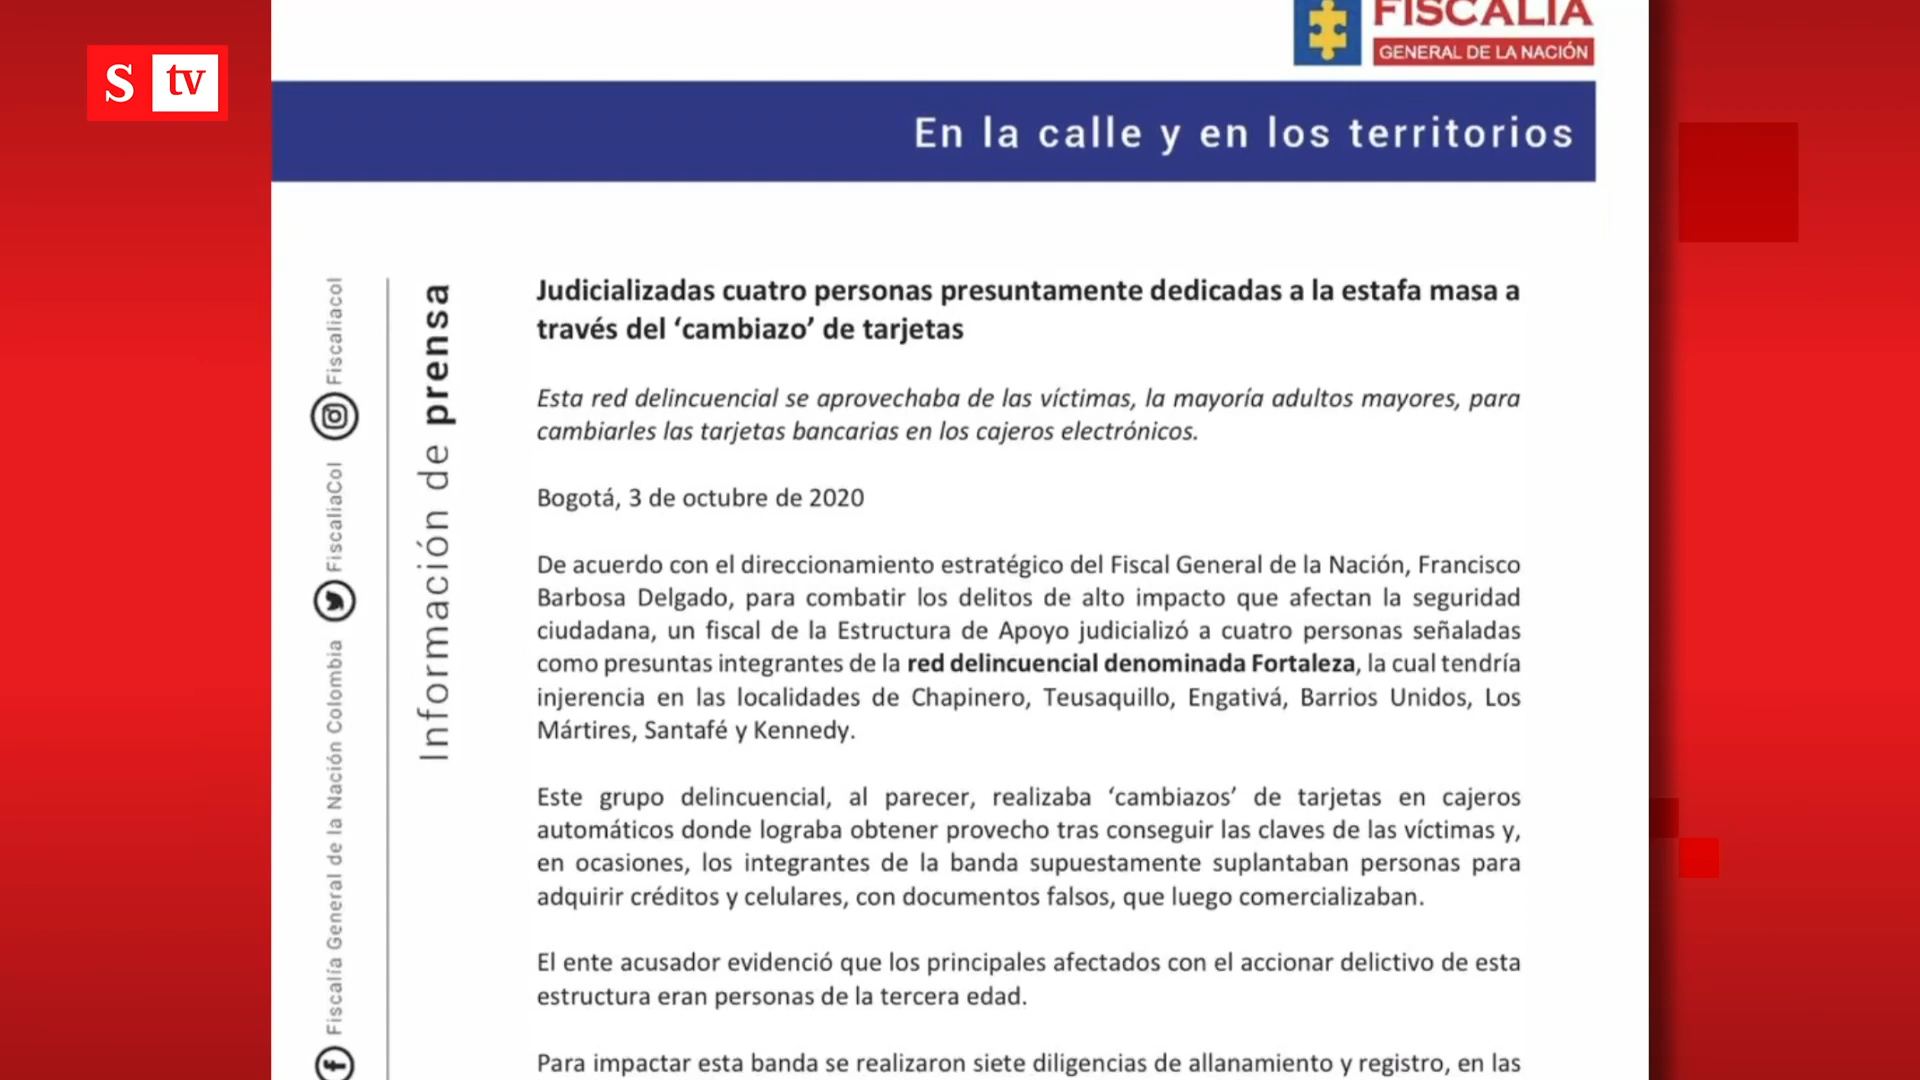 S tv
FISCALÍA
GENERAL DE LA NACIÓN
En la calle y en los territorios
Fiscalía General de la Nación Colombia
FiscaliaCol
Fiscaliacol
Información de prensa
Judicializadas cuatro personas presuntamente dedicadas a la estafa masa a
través del ‘cambiazo’ de tarjetas
Esta red delincuencial se aprovechaba de las víctimas, la mayoría adultos mayores, para
cambiarles las tarjetas bancarias en los cajeros electrónicos.
Bogotá, 3 de octubre de 2020
De acuerdo con el direccionamiento estratégico del Fiscal General de la Nación, Francisco
Barbosa Delgado, para combatir los delitos de alto impacto que afectan la seguridad
ciudadana, un fiscal de la Estructura de Apoyo judicializó a cuatro personas señaladas
como presuntas integrantes de la red delincuencial denominada Fortaleza, la cual tendría
injerencia en las localidades de Chapinero, Teusaquillo, Engativá, Barrios Unidos, Los
Mártires, Santafé y Kennedy.
Este grupo delincuencial, al parecer, realizaba ‘cambiazos’ de tarjetas en cajeros
automáticos donde lograba obtener provecho tras conseguir las claves de las víctimas y,
en ocasiones, los integrantes de la banda supuestamente suplantaban personas para
adquirir créditos y celulares, con documentos falsos, que luego comercializaban.
El ente acusador evidenció que los principales afectados con el accionar delictivo de esta
estructura eran personas de la tercera edad.
Para impactar esta banda se realizaron siete diligencias de allanamiento y registro, en las